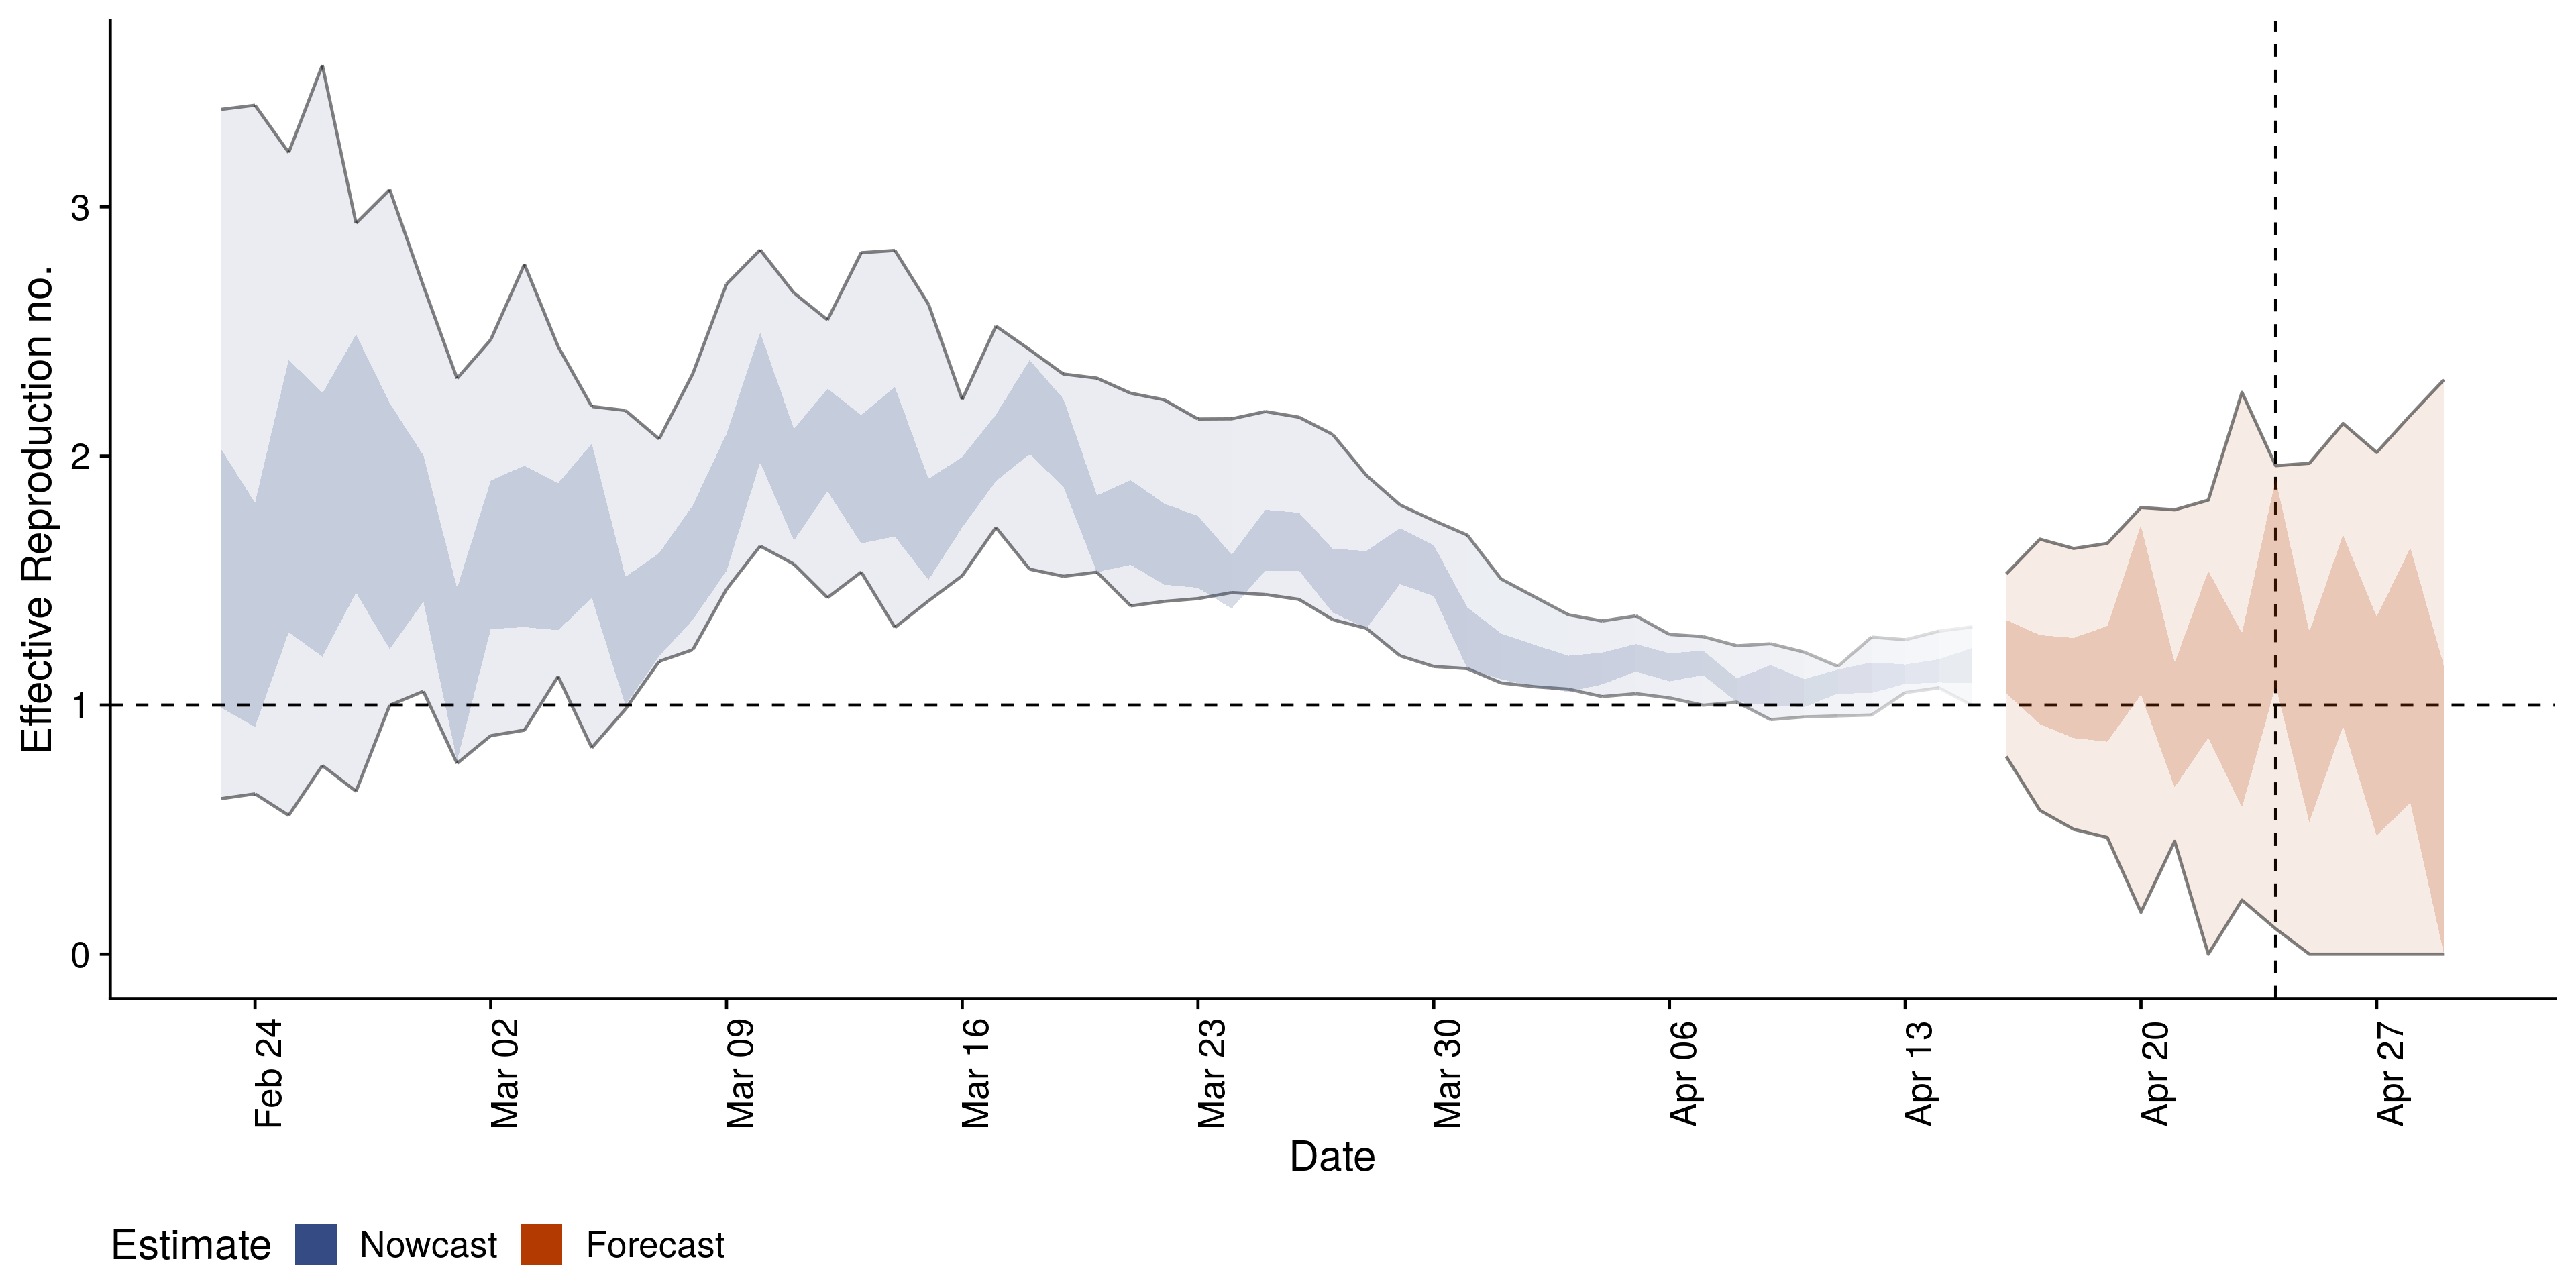 Effective Reproduction no.
3
2
1
0
Feb 24
Mar 02
Mar 09
Mar 16
Mar 23
Mar 30
Apr 06
Apr 13
Apr 20
Apr 27
Date
Estimate Nowcast Forecast